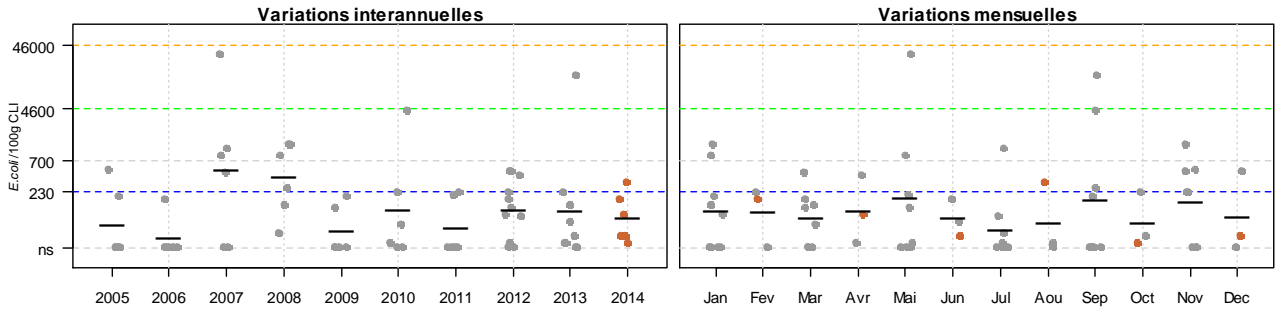 Variations interannuelles
Variations mensuelles
E.coli/100g CLI
46000
4600
700
230
ns
2005 2006 2007 2008 2009 2010 2011 2012 2013 2014
Jan Fev Mar Avr Mai Jun Jul Aou Sep Oct Nov Dec